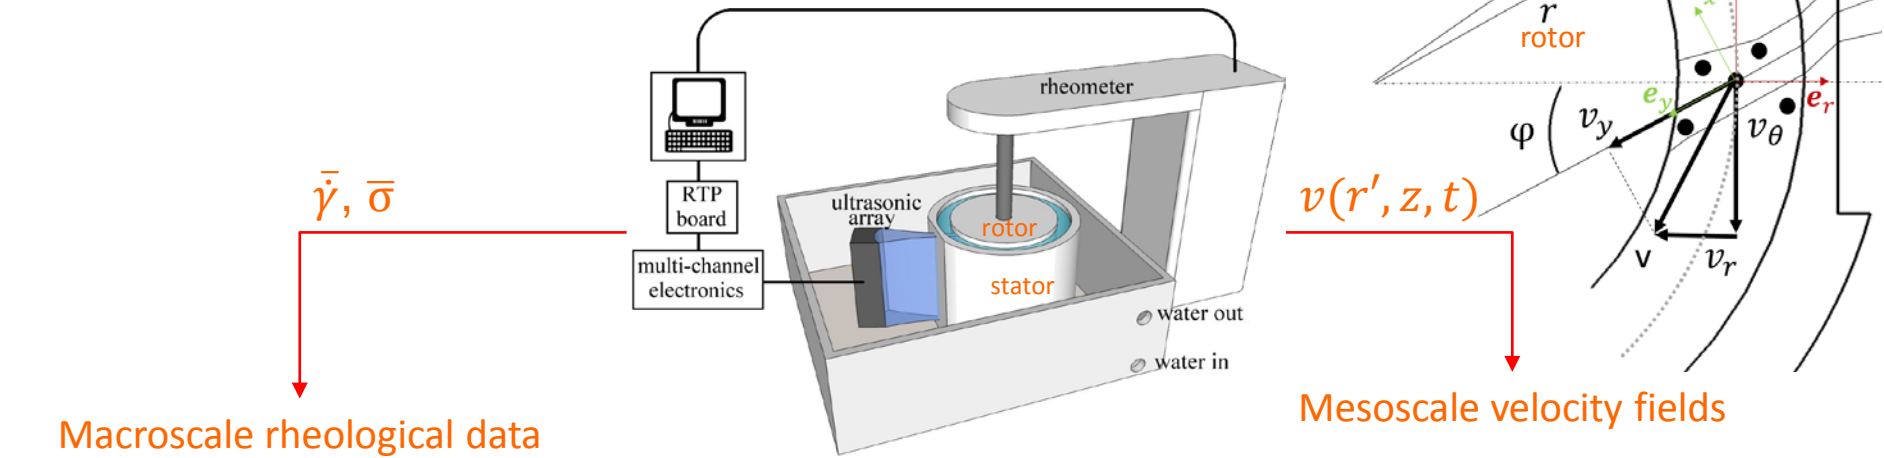 rheometer
RTP
board
multi-channel
electronics
ultrasonic
array
rotor
stator
water out
water in
γ̇̄, σ̄
Macroscale rheological data
v(r′, z, t)
Mesoscale velocity fields
r
rotor
e_y
e_r
φ
v_y
v_θ
v
v_r